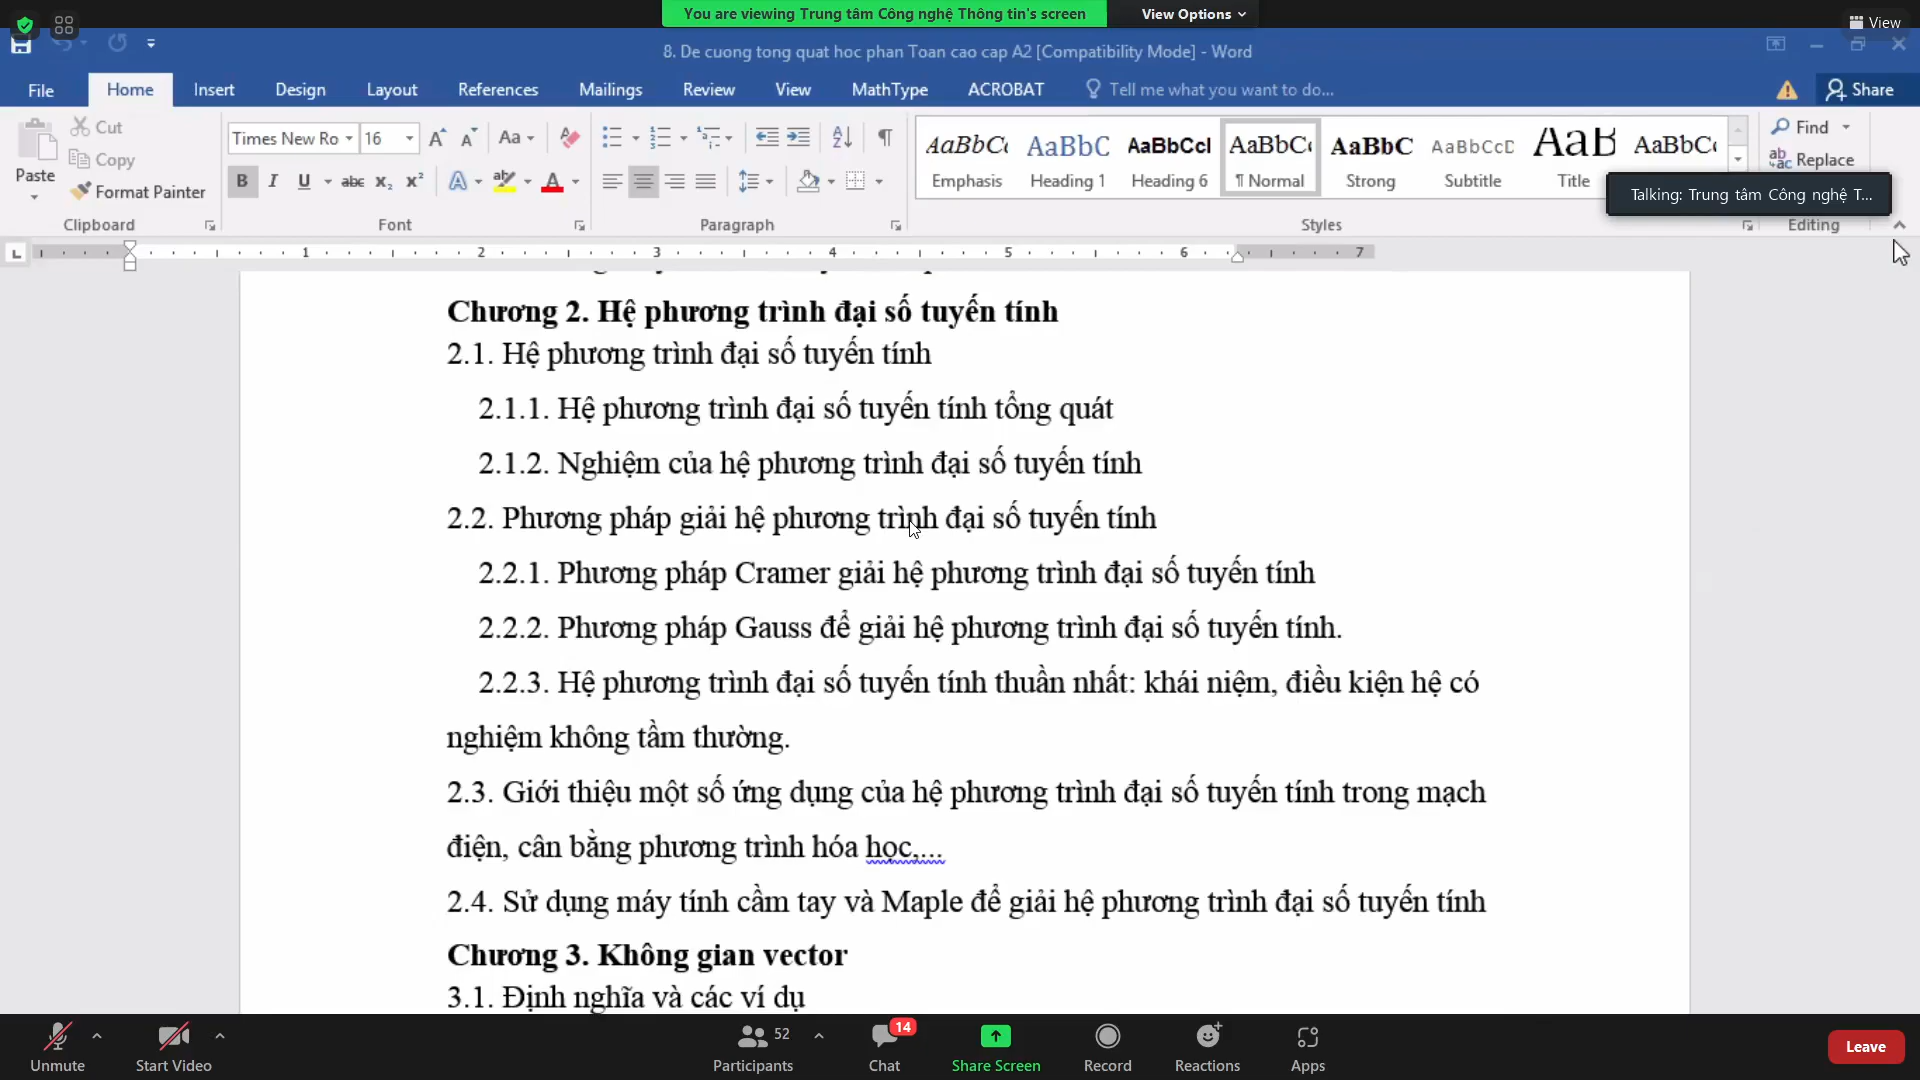 You are viewing Trung tâm Công nghệ Thông tin's screen
View Options
View
8. De cuong tong quat hoc phan Toan cao cap A2 [Compatibility Mode] - Word
File Home Insert Design Layout References Mailings Review View MathType ACROBAT Tell me what you want to do... Share
Paste
Cut
Copy
Format Painter
Clipboard
Times New Ro 16
Aa
B I U abc X₂ X²
Font
Paragraph
AaBbC AaBbC AaBbCcI AaBbC AaBbC AaBbCcD AaB AaBbC
Emphasis Heading 1 Heading 6 ¶ Normal Strong Subtitle Title
Styles
Find
Replace
Editing
Talking: Trung tâm Công nghệ T...
1 2 3 4 5 6 7
Chương 2. Hệ phương trình đại số tuyến tính
2.1. Hệ phương trình đại số tuyến tính
2.1.1. Hệ phương trình đại số tuyến tính tổng quát
2.1.2. Nghiệm của hệ phương trình đại số tuyến tính
2.2. Phương pháp giải hệ phương trình đại số tuyến tính
2.2.1. Phương pháp Cramer giải hệ phương trình đại số tuyến tính
2.2.2. Phương pháp Gauss để giải hệ phương trình đại số tuyến tính.
2.2.3. Hệ phương trình đại số tuyến tính thuần nhất: khái niệm, điều kiện hệ có
nghiệm không tầm thường.
2.3. Giới thiệu một số ứng dụng của hệ phương trình đại số tuyến tính trong mạch
điện, cân bằng phương trình hóa học,...
2.4. Sử dụng máy tính cầm tay và Maple để giải hệ phương trình đại số tuyến tính
Chương 3. Không gian vector
3.1. Định nghĩa và các ví dụ
Unmute
Start Video
52
Participants
14
Chat
Share Screen
Record
Reactions
Apps
Leave